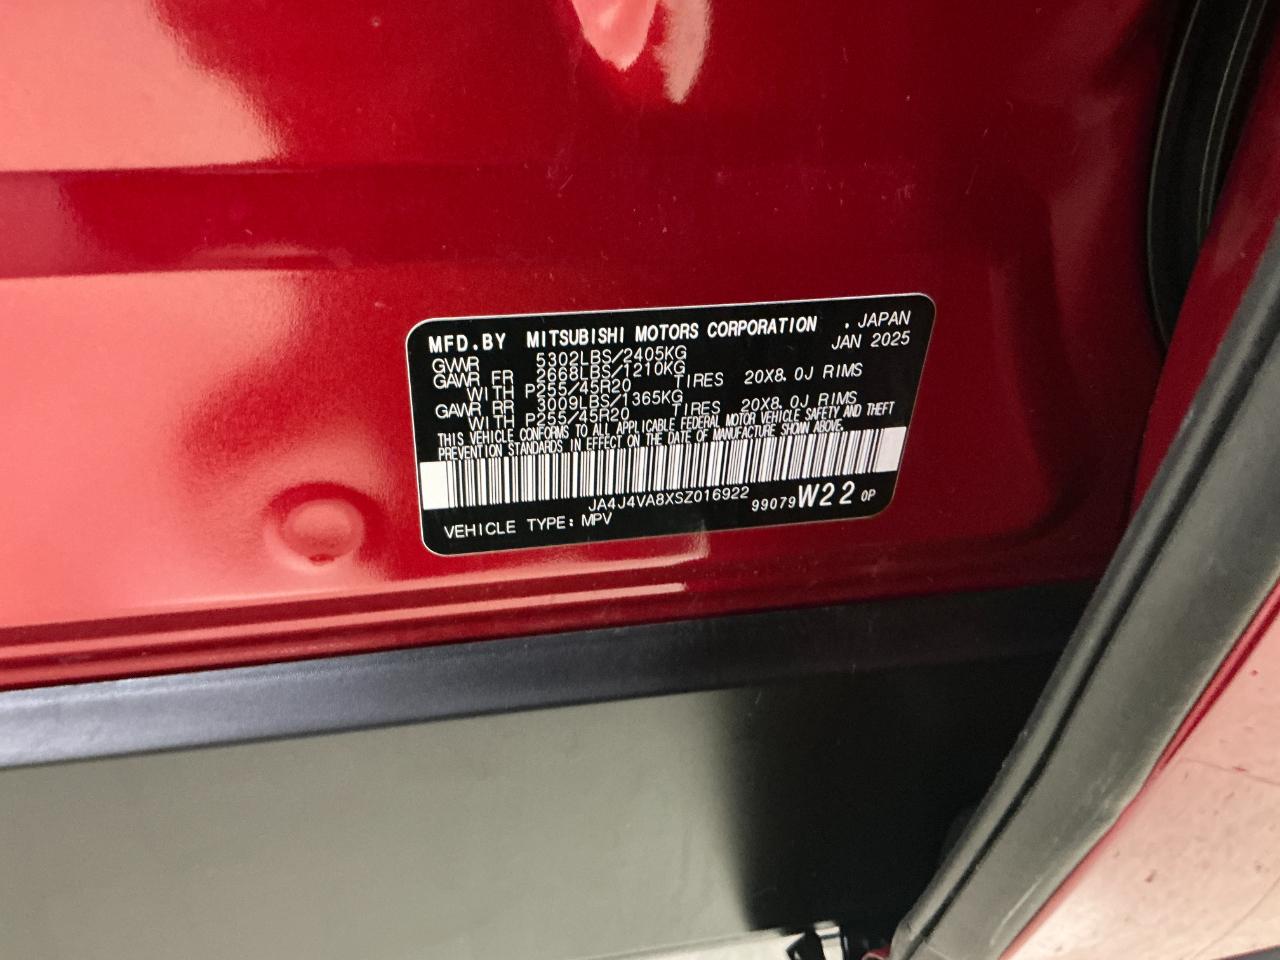 MFD.BY MITSUBISHI MOTORS CORPORATION . JAPAN
JAN 2025
GVWR 5302LBS/2405KG
GAWR FR 2668LBS/1210KG
WITH P255/45R20 TIRES 20X8.0J RIMS
GAWR RR 3009LBS/1365KG
WITH P255/45R20 TIRES 20X8.0J RIMS
THIS VEHICLE CONFORMS TO ALL APPLICABLE FEDERAL MOTOR VEHICLE SAFETY AND THEFT
PREVENTION STANDARDS IN EFFECT ON THE DATE OF MANUFACTURE SHOWN ABOVE.
JA4J4VA8XSZ016922
VEHICLE TYPE: MPV 99079 W22 0P